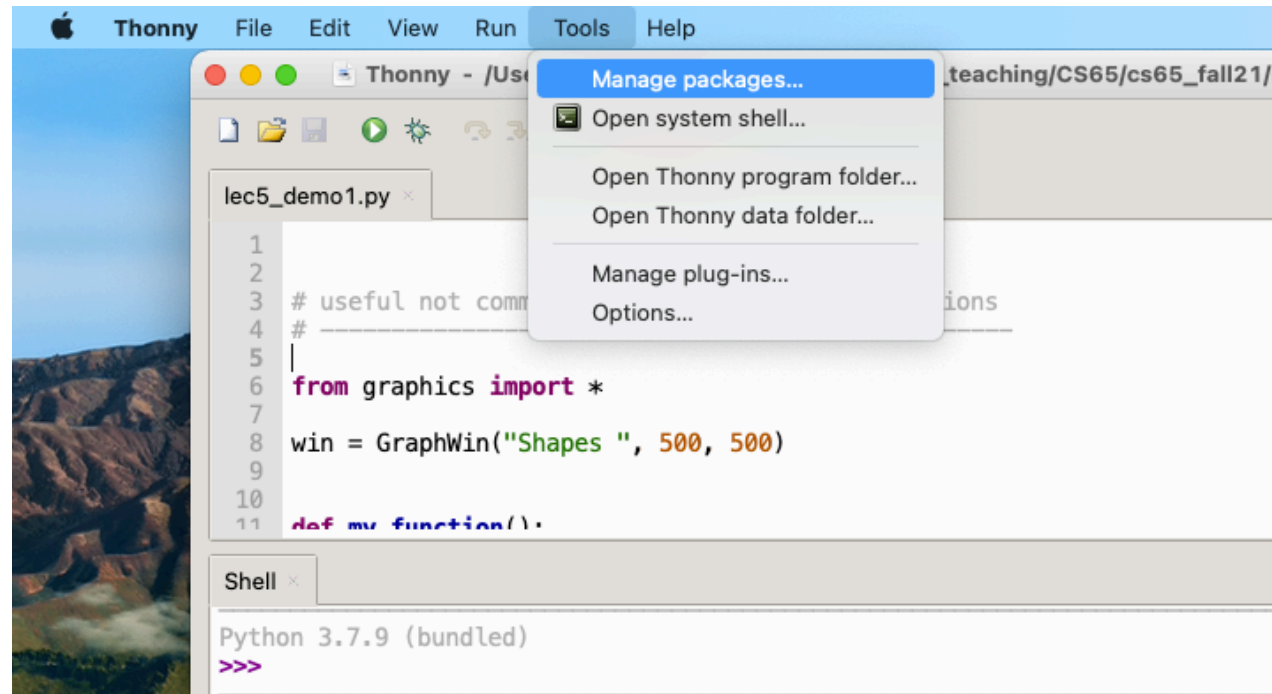 Thonny File Edit View Run Tools Help
Thonny - /Use
_teaching/CS65/cs65_fall21/
Manage packages...
Open system shell...
Open Thonny program folder...
Open Thonny data folder...
Manage plug-ins...
Options...
lec5_demo1.py ×
1
2
3 # useful not comm ions
4 # ----------------------------------------
5
6 from graphics import *
7
8 win = GraphWin("Shapes ", 500, 500)
9
10
11 def my_function():
Shell ×
Python 3.7.9 (bundled)
>>>